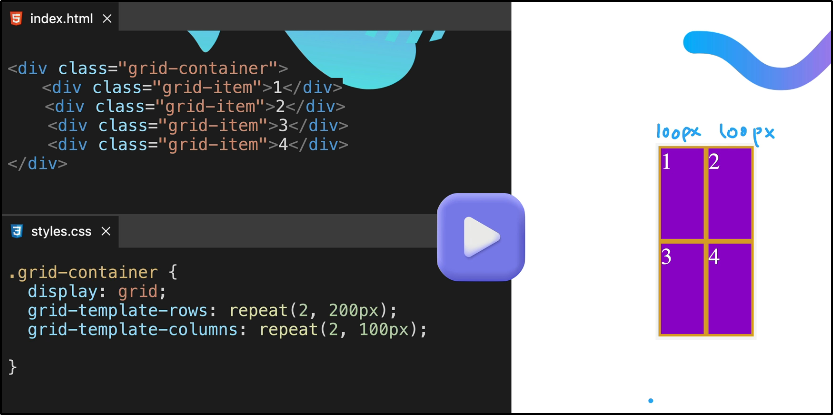 index.html ×
<div class="grid-container">
<div class="grid-item">1</div>
<div class="grid-item">2</div>
<div class="grid-item">3</div>
<div class="grid-item">4</div>
</div>
styles.css ×
.grid-container {
display: grid;
grid-template-rows: repeat(2, 200px);
grid-template-columns: repeat(2, 100px);
}
100px 100px
1 2
3 4